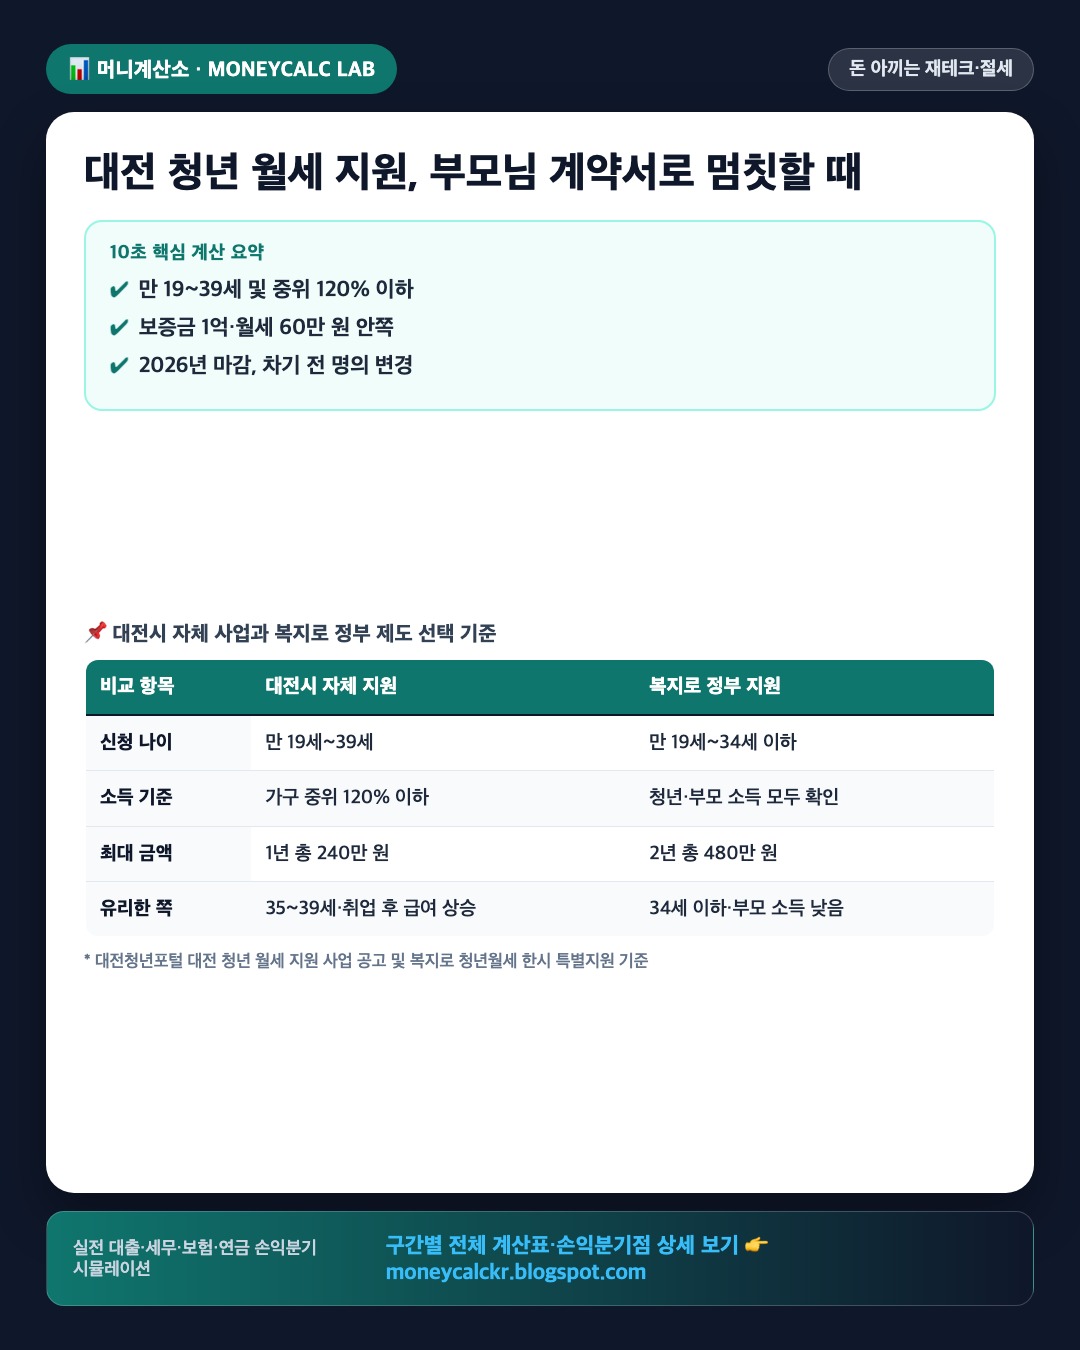 머니계산소 · MONEYCALC LAB
돈 아끼는 재테크·절세
대전 청년 월세 지원, 부모님 계약서로 멈칫할 때
10초 핵심 계산 요약
✔ 만 19~39세 및 중위 120% 이하
✔ 보증금 1억·월세 60만 원 안쪽
✔ 2026년 마감, 차기 전 명의 변경
📌 대전시 자체 사업과 복지로 정부 제도 선택 기준
비교 항목 대전시 자체 지원 복지로 정부 지원
신청 나이 만 19세~39세 만 19세~34세 이하
소득 기준 가구 중위 120% 이하 청년·부모 소득 모두 확인
최대 금액 1년 총 240만 원 2년 총 480만 원
유리한 쪽 35~39세·취업 후 급여 상승 34세 이하·부모 소득 낮음
* 대전청년포털 대전 청년 월세 지원 사업 공고 및 복지로 청년월세 한시 특별지원 기준
실전 대출·세무·보험·연금 손익분기
시뮬레이션
구간별 전체 계산표·손익분기점 상세 보기 👉
moneycalckr.blogspot.com